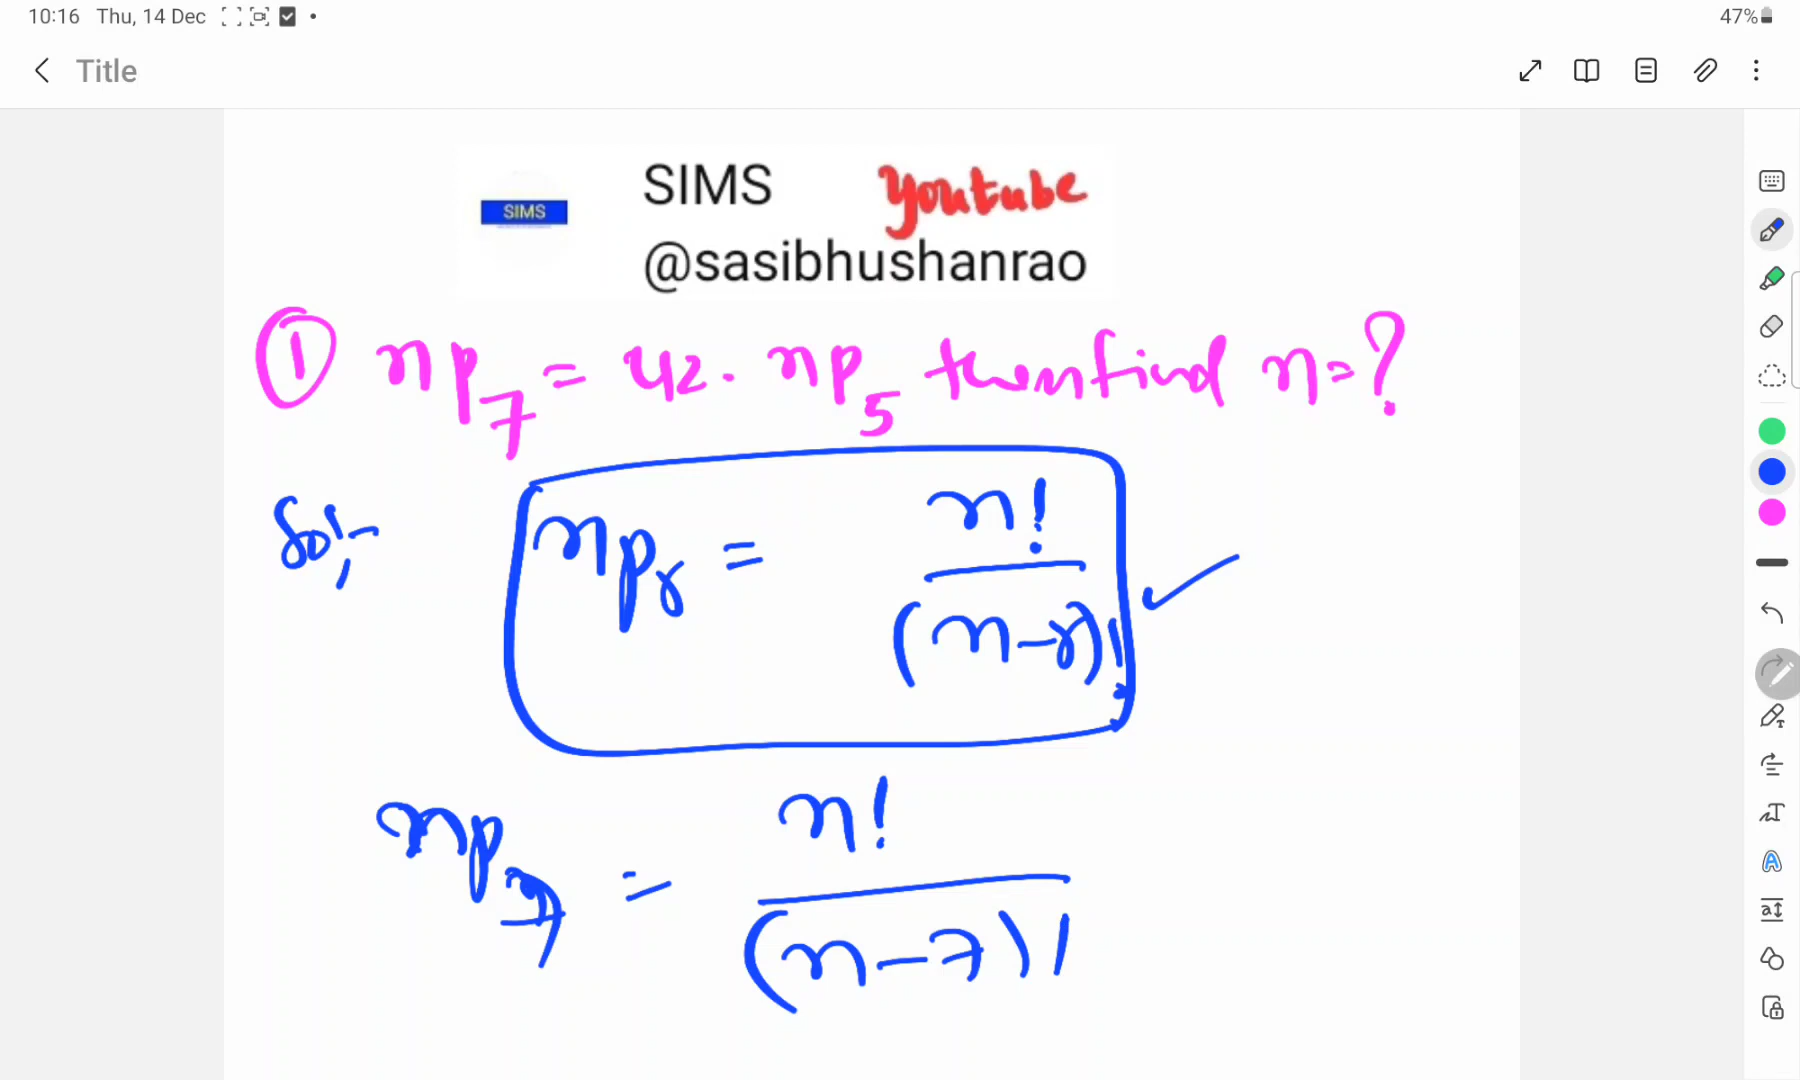 10:16 Thu, 14 Dec 47%
Title
SIMS SIMS youtube
@sasibhushanrao
① nP₇ = 42 · nP₅ then find n = ?
Sol:- nPᵣ = n! / (n-r)!
nP₇ = n! / (n-7)!